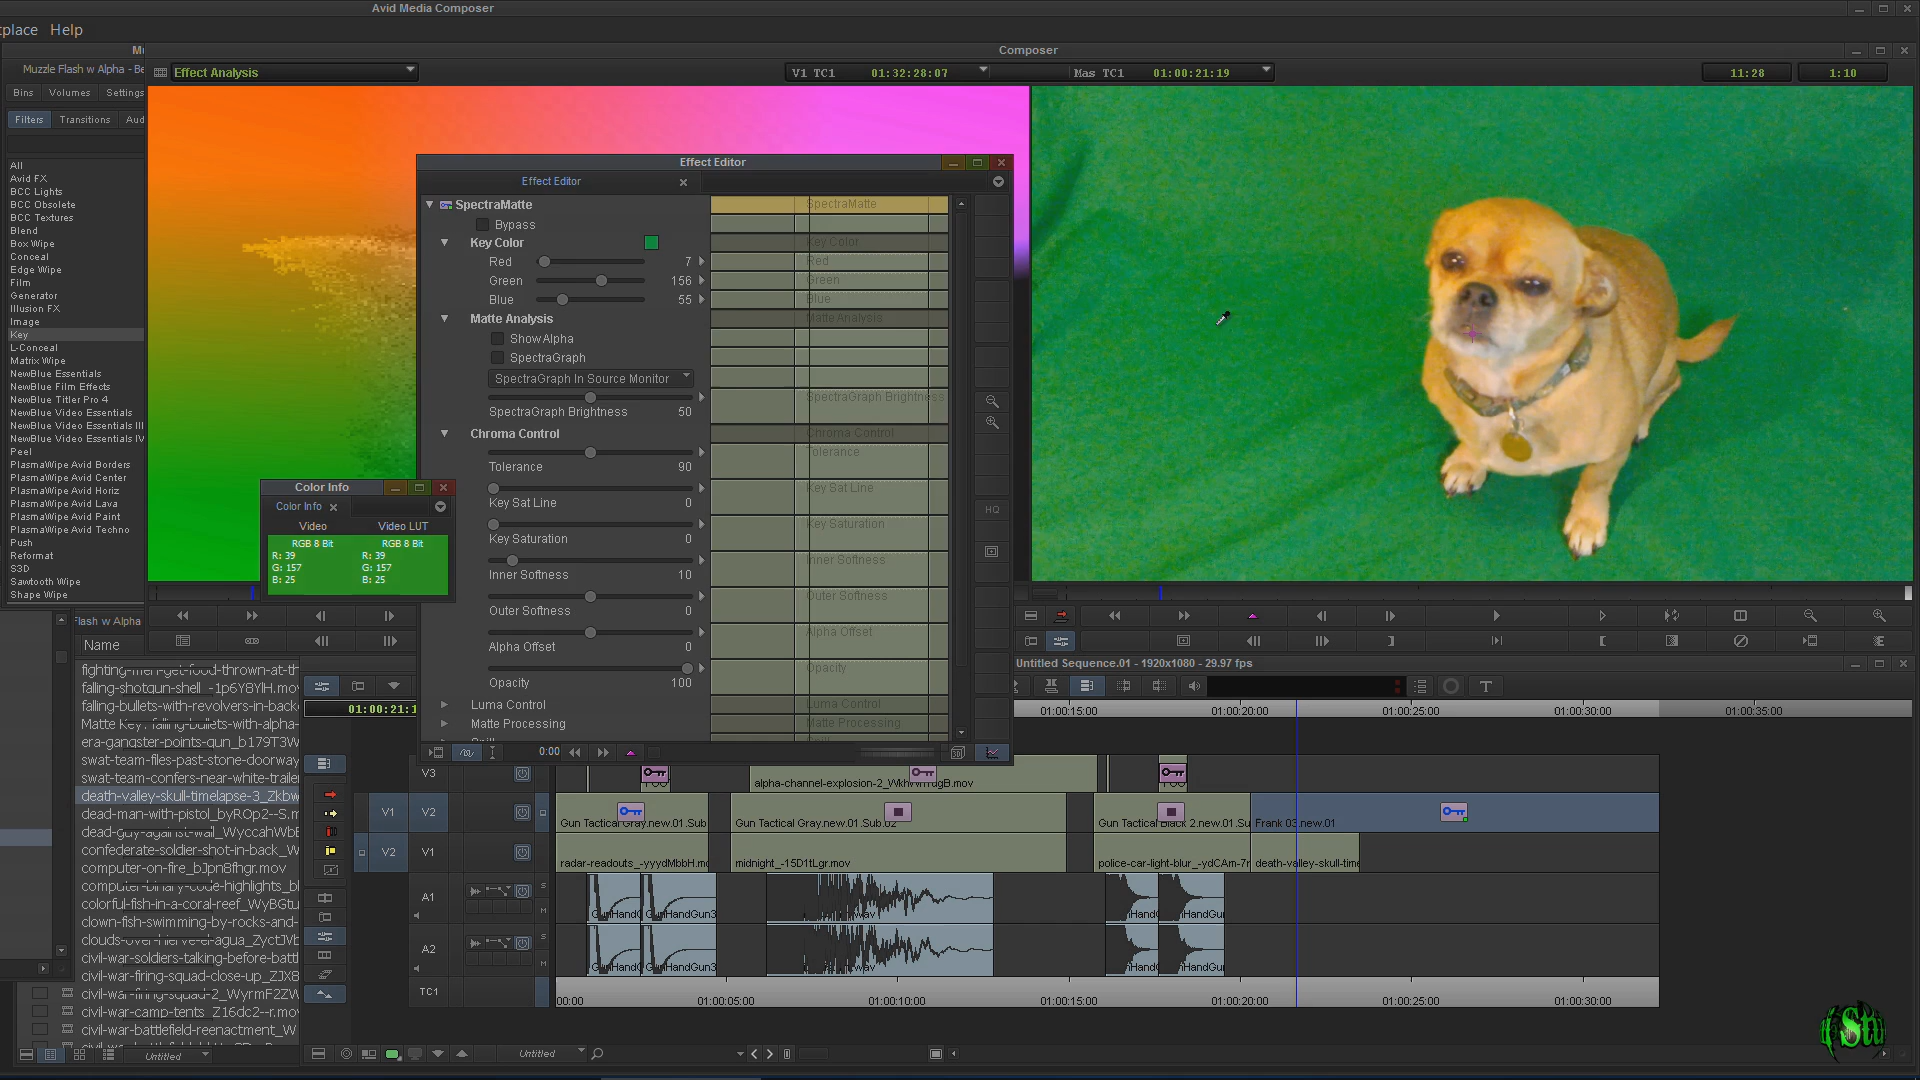 Avid Media Composer
place Help
Composer
Muzzle Flash w Alpha - Be
Effect Analysis
V1 TC1 01:32:28:07
Mas TC1 01:00:21:19
11:28
1:10
Bins Volumes Settings
Filters Transitions Aud
All
Avid FX
BCC Lights
BCC Obsolete
BCC Textures
Blend
Box Wipe
Conceal
Edge Wipe
Film
Generator
Illusion FX
Image
Key
L-Conceal
Matrix Wipe
NewBlue Essentials
NewBlue Film Effects
NewBlue Titler Pro 4
NewBlue Video Essentials
NewBlue Video Essentials III
NewBlue Video Essentials IV
Peel
PlasmaWipe Avid Borders
PlasmaWipe Avid Center
PlasmaWipe Avid Horiz
PlasmaWipe Avid Lava
PlasmaWipe Avid Paint
PlasmaWipe Avid Techno
Push
Reformat
S3D
Sawtooth Wipe
Shape Wipe
Effect Editor
Effect Editor
SpectraMatte SpectraMatte
Bypass
Key Color Key Color
Red 7 Red
Green 156 Green
Blue 55 Blue
Matte Analysis Matte Analysis
Show Alpha
SpectraGraph
SpectraGraph In Source Monitor
SpectraGraph Brightness
SpectraGraph Brightness 50
Chroma Control Chroma Control
Tolerance
Tolerance 90
Key Sat Line
Key Sat Line 0
Key Saturation
Key Saturation 0
Inner Softness
Inner Softness 10
Outer Softness
Outer Softness 0
Alpha Offset
Alpha Offset 0
Opacity
Opacity 100
Luma Control Luma Control
Matte Processing Matte Processing
0:00
HQ
Color Info
Color Info
Video Video LUT
RGB 8 Bit RGB 8 Bit
R: 39 R: 39
G: 157 G: 157
B: 25 B: 25
Flash w Alpha
Name
fighting-men-get-food-thrown-at-th
falling-shotgun-shell_-1p6Y8YlH.mov
falling-bullets-with-revolvers-in-back
Matte Key: falling-bullets-with-alpha-
era-gangster-points-gun_b179T3W
swat-team-files-past-stone-doorway
swat-team-confers-near-white-traile
death-valley-skull-timelapse-3_Zkbw
dead-man-with-pistol_byROp2--S.m
dead-guy-against-wall_WyccahWbE
confederate-soldier-shot-in-back_W
computer-on-fire_bJpn8fhgr.mov
computer-binary-code-highlights_bl
colorful-fish-in-a-coral-reef_WyBGtu
clown-fish-swimming-by-rocks-and-
clouds-over-hierve-el-agua_ZyctJVb
civil-war-soldiers-talking-before-batt
civil-war-firing-squad-close-up_ZJXB
civil-war-firing-squad-2_WyrmF2ZW
civil-war-camp-tents_Z16dc2--r.mov
civil-war-battlefield-reenactment_W
Untitled
01:00:21:1
Untitled Sequence.01 - 1920x1080 - 29.97 fps
01:00:15:00 01:00:20:00 01:00:25:00 01:00:30:00 01:00:35:00
V3 alpha-channel-explosion-2_WkhVvhTugB.mov
V1 V2 Gun Tactical Gray.new.01.Sub Gun Tactical Gray.new.01.Sub.02 Gun Tactical Black 2.new.01.Su Frank 03.new.01
V2 V1 radar-readouts_-yyydMbbH.mo midnight_-15D1tLgr.mov police-car-light-blur_-ydCAm-7r death-valley-skull-time
A1 GunHandG GunHandGun3 .wav HandG HandGun
A2 GunHandG GunHandGun3 .wav HandG HandGun
TC1 00:00 01:00:05:00 01:00:10:00 01:00:15:00 01:00:20:00 01:00:25:00 01:00:30:00
Untitled